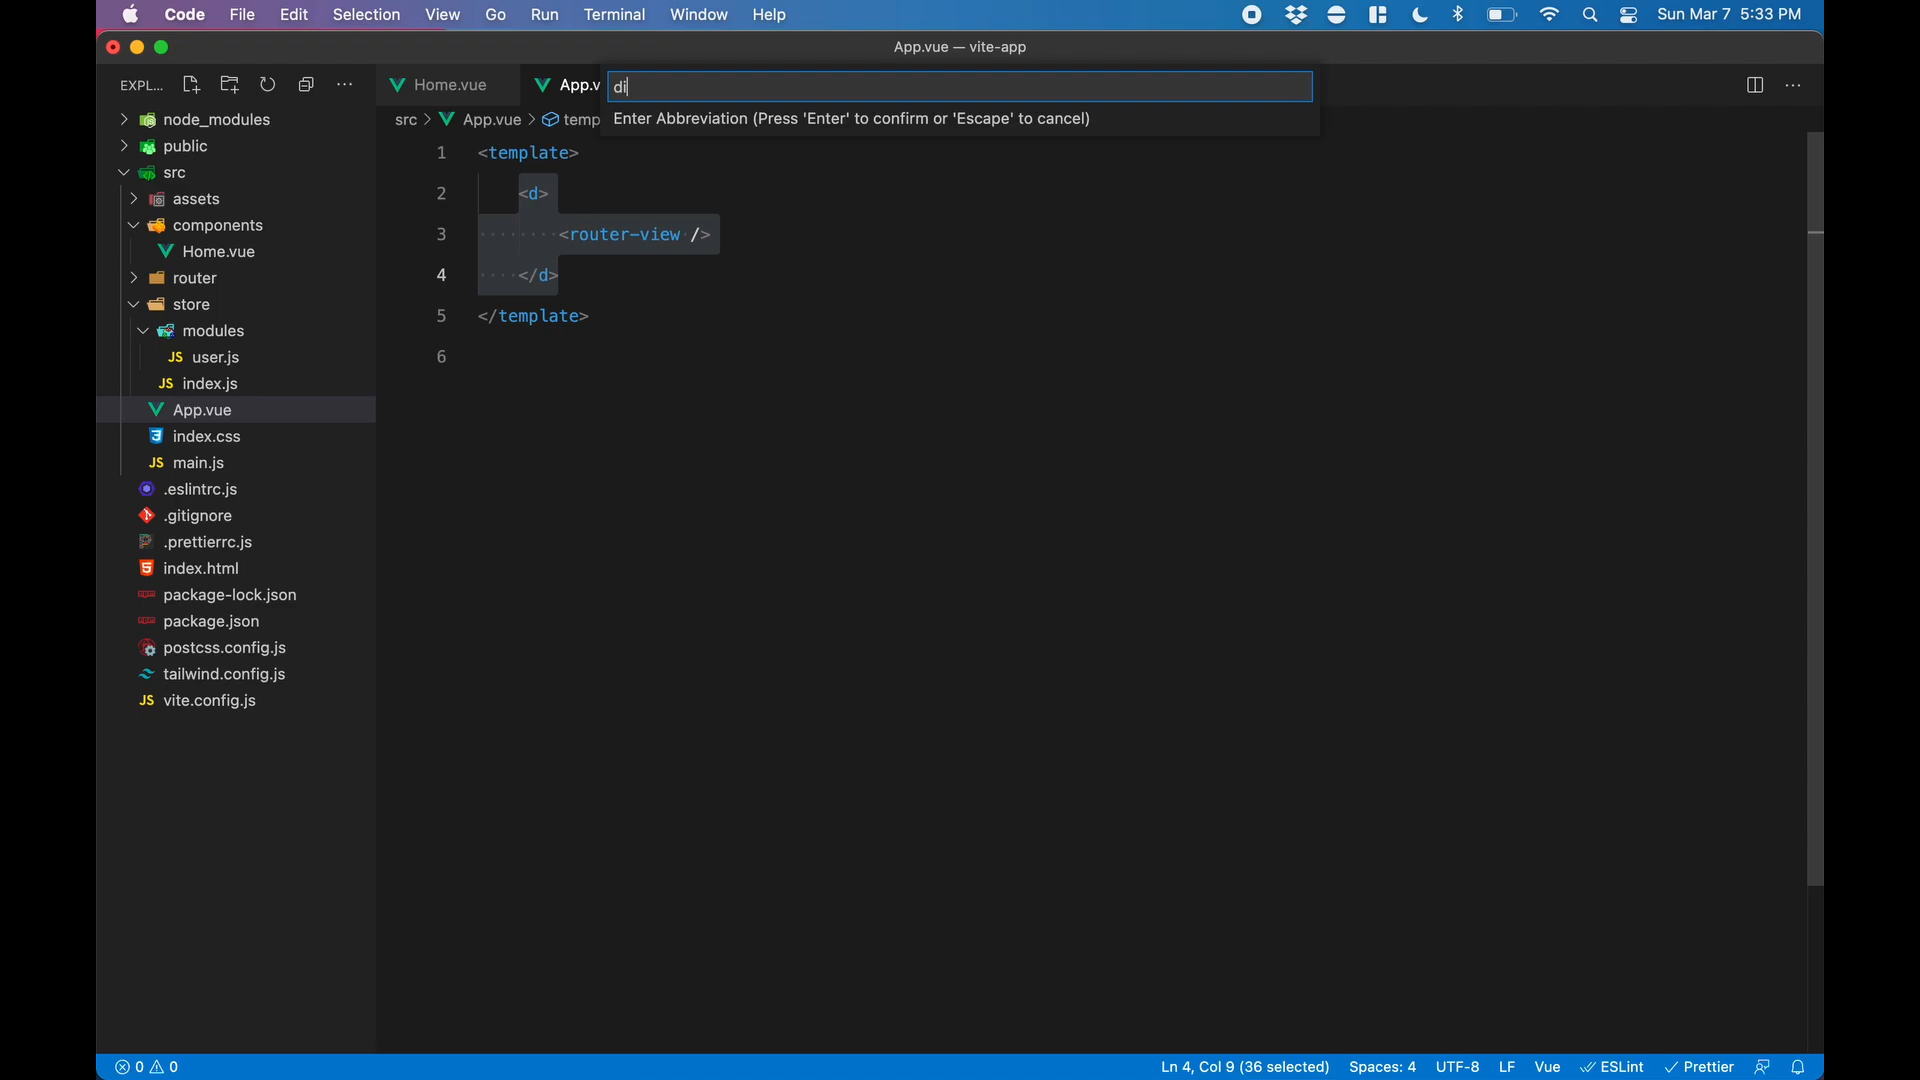 Code File Edit Selection View Go Run Terminal Window Help Sun Mar 7 5:33 PM
App.vue — vite-app
EXPL...
Home.vue
App.v
di
Enter Abbreviation (Press 'Enter' to confirm or 'Escape' to cancel)
src > App.vue > temp
node_modules
public
src
assets
components
Home.vue
router
store
modules
JS user.js
JS index.js
App.vue
index.css
JS main.js
.eslintrc.js
.gitignore
.prettierrc.js
index.html
package-lock.json
package.json
postcss.config.js
tailwind.config.js
JS vite.config.js
1 <template>
2 <d>
3 ········<router-view·/>
4 ····</d>
5 </template>
6
0 0 Ln 4, Col 9 (36 selected) Spaces: 4 UTF-8 LF Vue ESLint Prettier